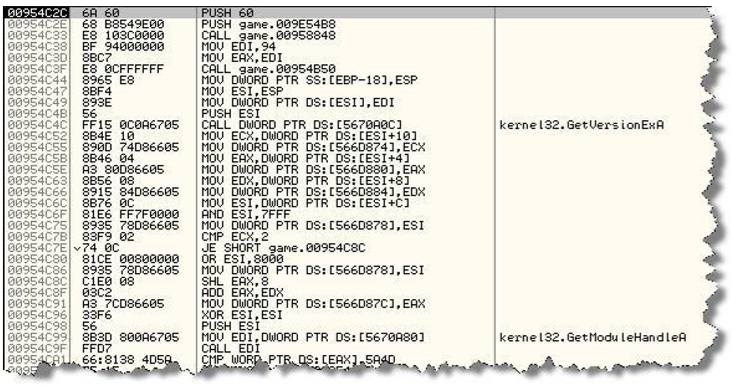 00954C2C 6A 60 PUSH 60
00954C2E 68 B8549E00 PUSH game.009E54B8
00954C33 E8 103C0000 CALL game.00958848
00954C38 BF 94000000 MOV EDI,94
00954C3D 8BC7 MOV EAX,EDI
00954C3F E8 0CFFFFFF CALL game.00954B50
00954C44 8965 E8 MOV DWORD PTR SS:[EBP-18],ESP
00954C47 8BF4 MOV ESI,ESP
00954C49 893E MOV DWORD PTR DS:[ESI],EDI
00954C4B 56 PUSH ESI
00954C4C FF15 0C0A6705 CALL DWORD PTR DS:[5670A0C] kernel32.GetVersionExA
00954C52 8B4E 10 MOV ECX,DWORD PTR DS:[ESI+10]
00954C55 890D 74D86605 MOV DWORD PTR DS:[566D874],ECX
00954C5B 8B46 04 MOV EAX,DWORD PTR DS:[ESI+4]
00954C5E A3 80D86605 MOV DWORD PTR DS:[566D880],EAX
00954C63 8B56 08 MOV EDX,DWORD PTR DS:[ESI+8]
00954C66 8915 84D86605 MOV DWORD PTR DS:[566D884],EDX
00954C6C 8B76 0C MOV ESI,DWORD PTR DS:[ESI+C]
00954C6F 81E6 FF7F0000 AND ESI,7FFF
00954C75 8935 78D86605 MOV DWORD PTR DS:[566D878],ESI
00954C7B 83F9 02 CMP ECX,2
00954C7E 74 0C JE SHORT game.00954C8C
00954C80 81CE 00800000 OR ESI,8000
00954C86 8935 78D86605 MOV DWORD PTR DS:[566D878],ESI
00954C8C C1E0 08 SHL EAX,8
00954C8F 03C2 ADD EAX,EDX
00954C91 A3 7CD86605 MOV DWORD PTR DS:[566D87C],EAX
00954C96 33F6 XOR ESI,ESI
00954C98 56 PUSH ESI
00954C99 8B3D 800A6705 MOV EDI,DWORD PTR DS:[5670A80] kernel32.GetModuleHandleA
00954C9F FFD7 CALL EDI
00954CA1 66:8138 4D5A CMP WORD PTR DS:[EAX],5A4D